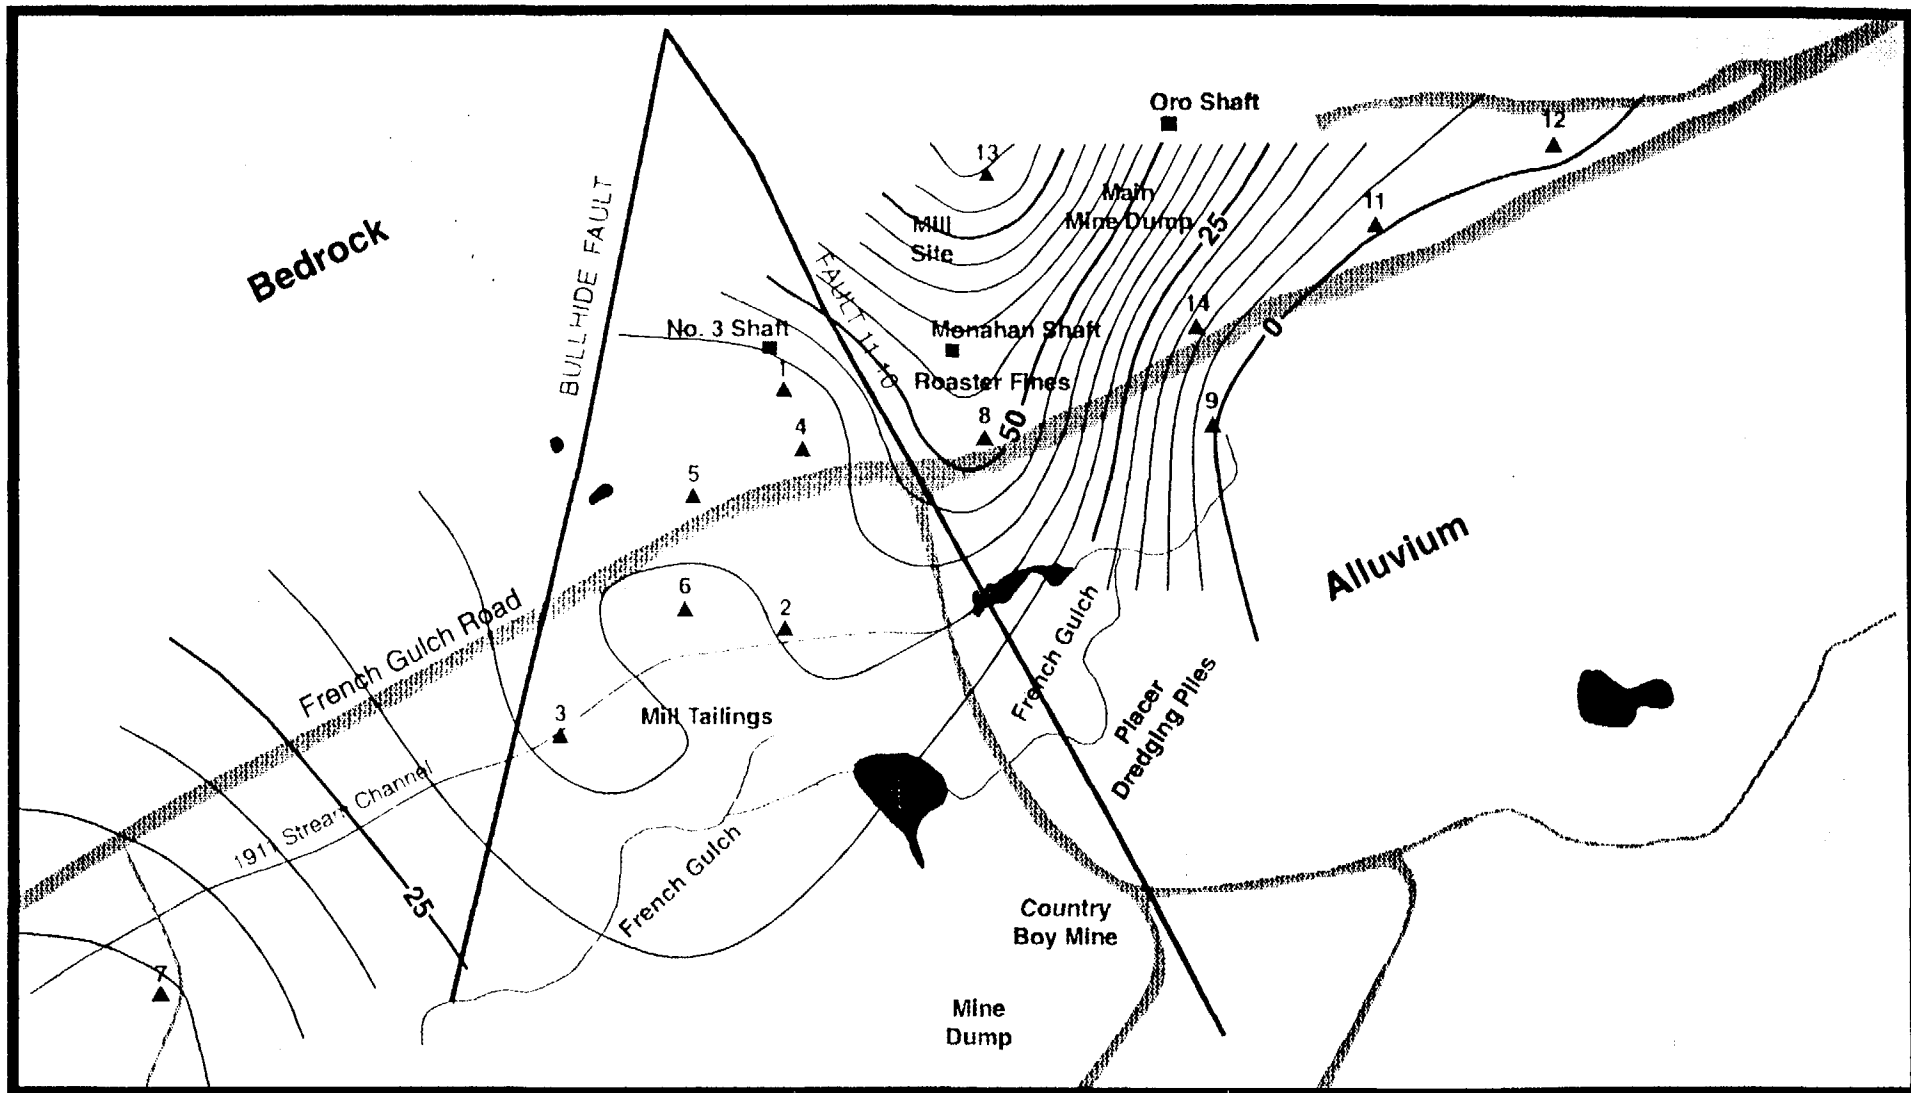 Oro Shaft
12
13
BULLHIDE FAULT
Main
Mine Dump
11
25
Mill
Site
Bedrock
FAULT 11-10
14
0
No. 3 Shaft
Monahan Shaft
1
Roaster Fines
9
8
50
4
5
Alluvium
6
2
French Gulch Road
French Gulch
3
Mill Tailings
Placer
Dredging Piles
1911 Stream Channel
25
French Gulch
Country
Boy Mine
7
Mine
Dump